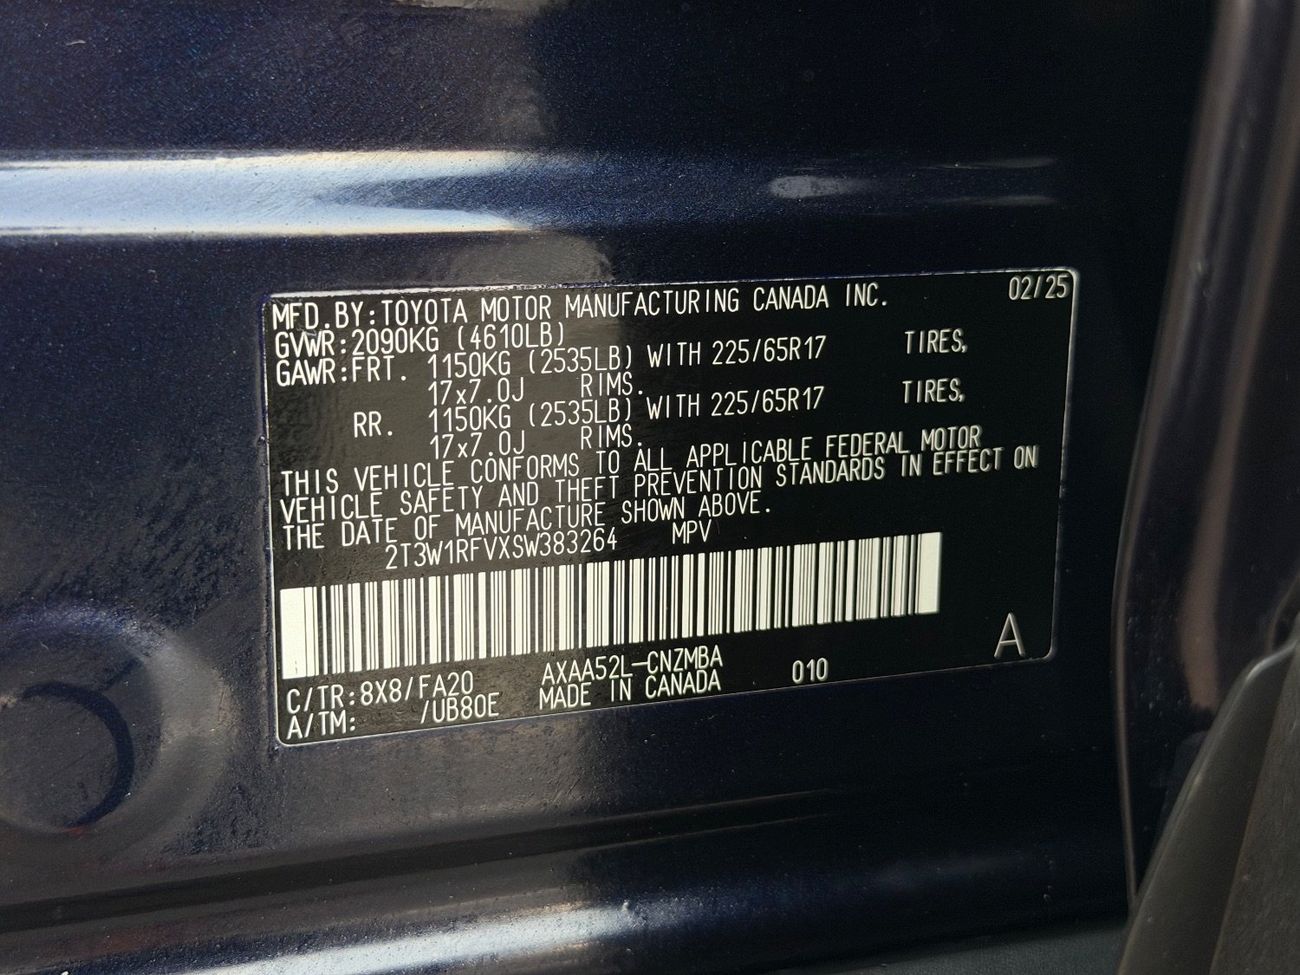 02/25
MFD.BY:TOYOTA MOTOR MANUFACTURING CANADA INC.
GVWR:2090KG (4610LB)
GAWR:FRT. 1150KG (2535LB) WITH 225/65R17 TIRES,
17x7.0J RIMS.
RR. 1150KG (2535LB) WITH 225/65R17 TIRES,
17x7.0J RIMS.
THIS VEHICLE CONFORMS TO ALL APPLICABLE FEDERAL MOTOR
VEHICLE SAFETY AND THEFT PREVENTION STANDARDS IN EFFECT ON
THE DATE OF MANUFACTURE SHOWN ABOVE.
2T3W1RFVXSW383264 MPV
A
C/TR:8X8/FA20 AXAA52L-CNZMBA 010
A/TM: /UB80E MADE IN CANADA